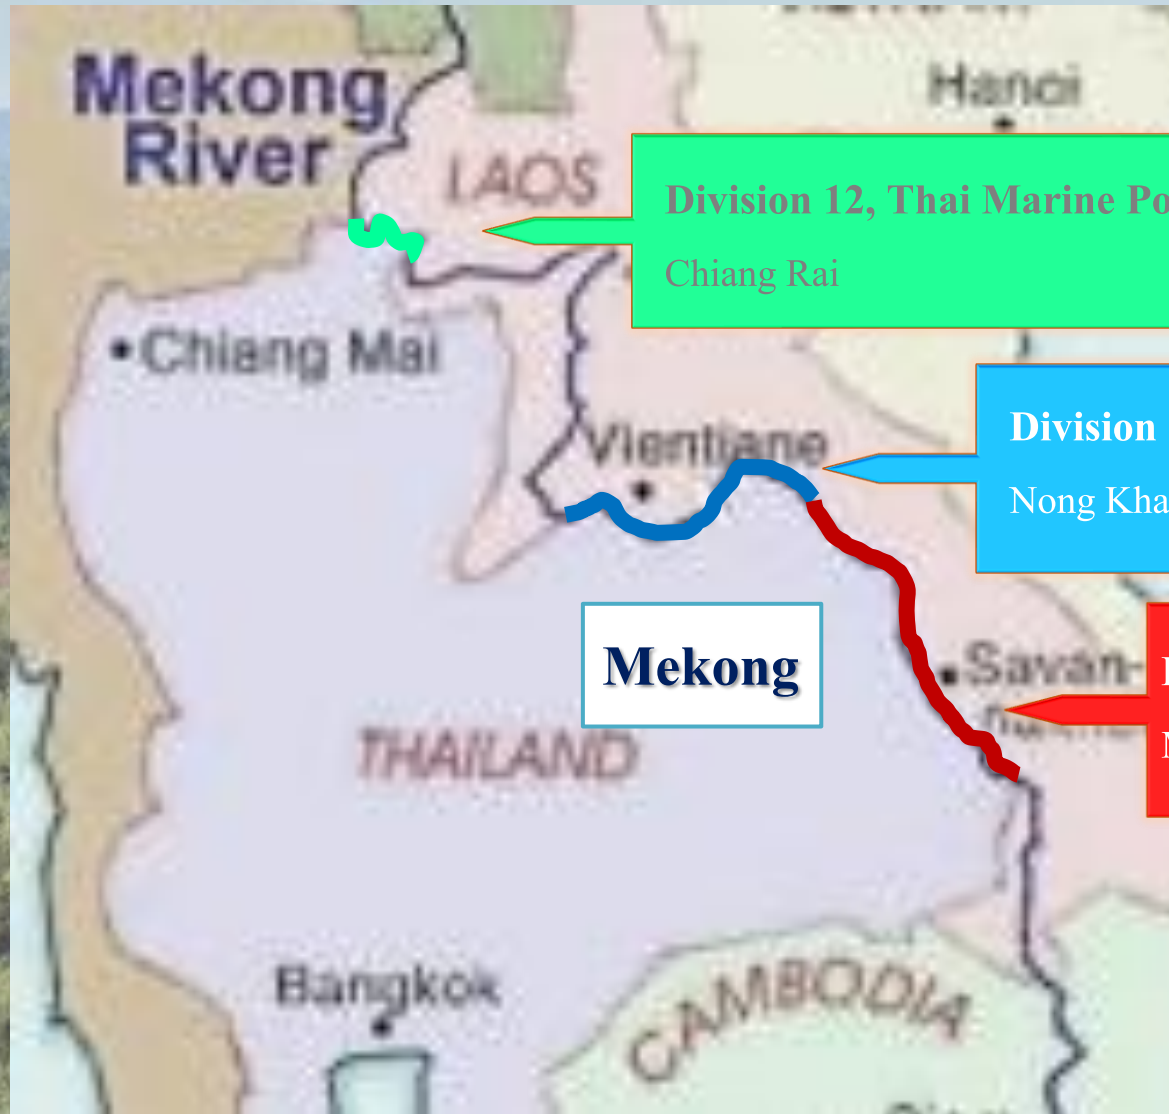 Hanoi
Mekong
River
LAOS
Division 12, Thai Marine Po
Chiang Rai
Chiang Mai
Division
Nong Kha
Vientiane
Mekong
Savan-
THAILAND
Bangkok
CAMBODIA